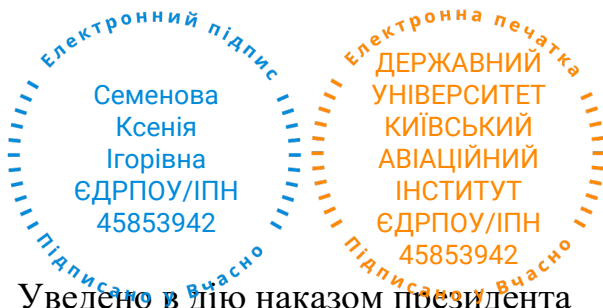 Електронний підпис
Семенова
Ксенія
Ігорівна
ЄДРПОУ/ІПН
45853942
Підписано у Вчасно
Електронна печатка
ДЕРЖАВНИЙ
УНІВЕРСИТЕТ
КИЇВСЬКИЙ
АВІАЦІЙНИЙ
ІНСТИТУТ
ЄДРПОУ/ІПН
45853942
Підписано у Вчасно
Уведено в дію наказом президента